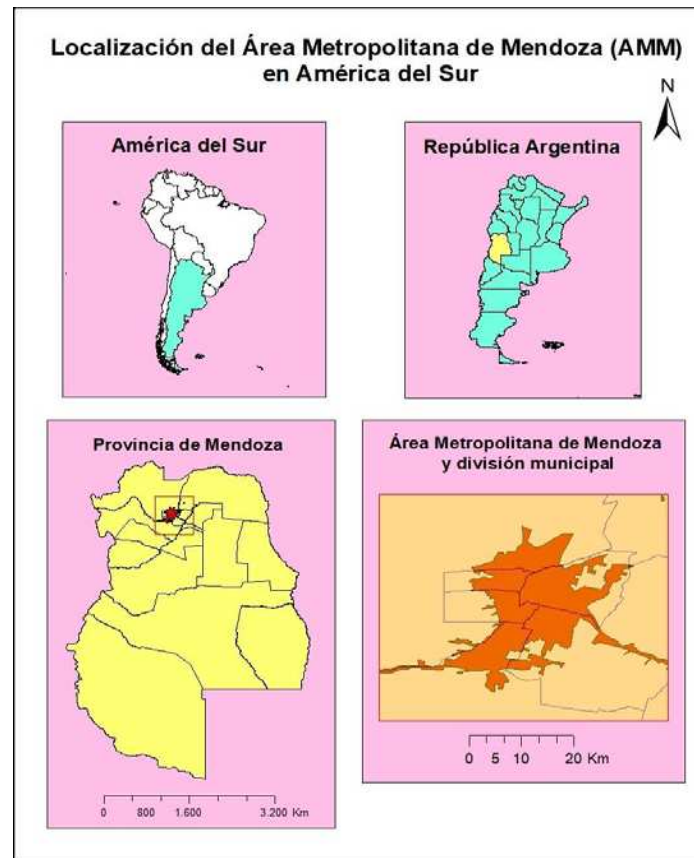 Localización del Área Metropolitana de Mendoza (AMM)
en América del Sur
N
América del Sur
República Argentina
Provincia de Mendoza
0 800 1.600 3.200 Km
Área Metropolitana de Mendoza
y división municipal
0 5 10 20 Km